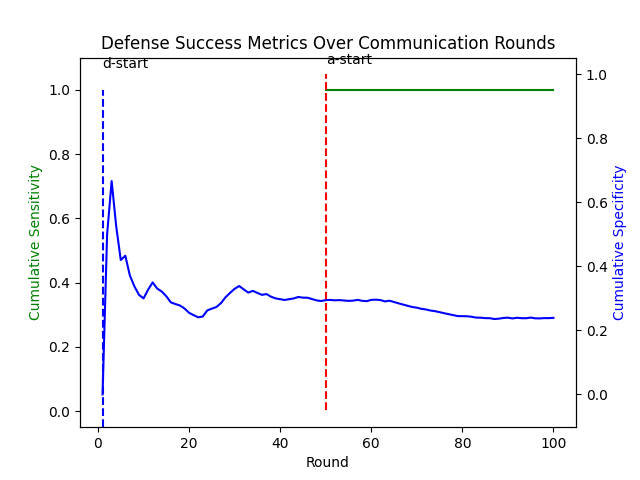 Defense Success Metrics Over Communication Rounds
d-start
a-start
1.0
0.8
0.6
0.4
0.2
0.0
Cumulative Sensitivity
1.0
0.8
0.6
0.4
0.2
0.0
Cumulative Specificity
0 20 40 60 80 100
Round